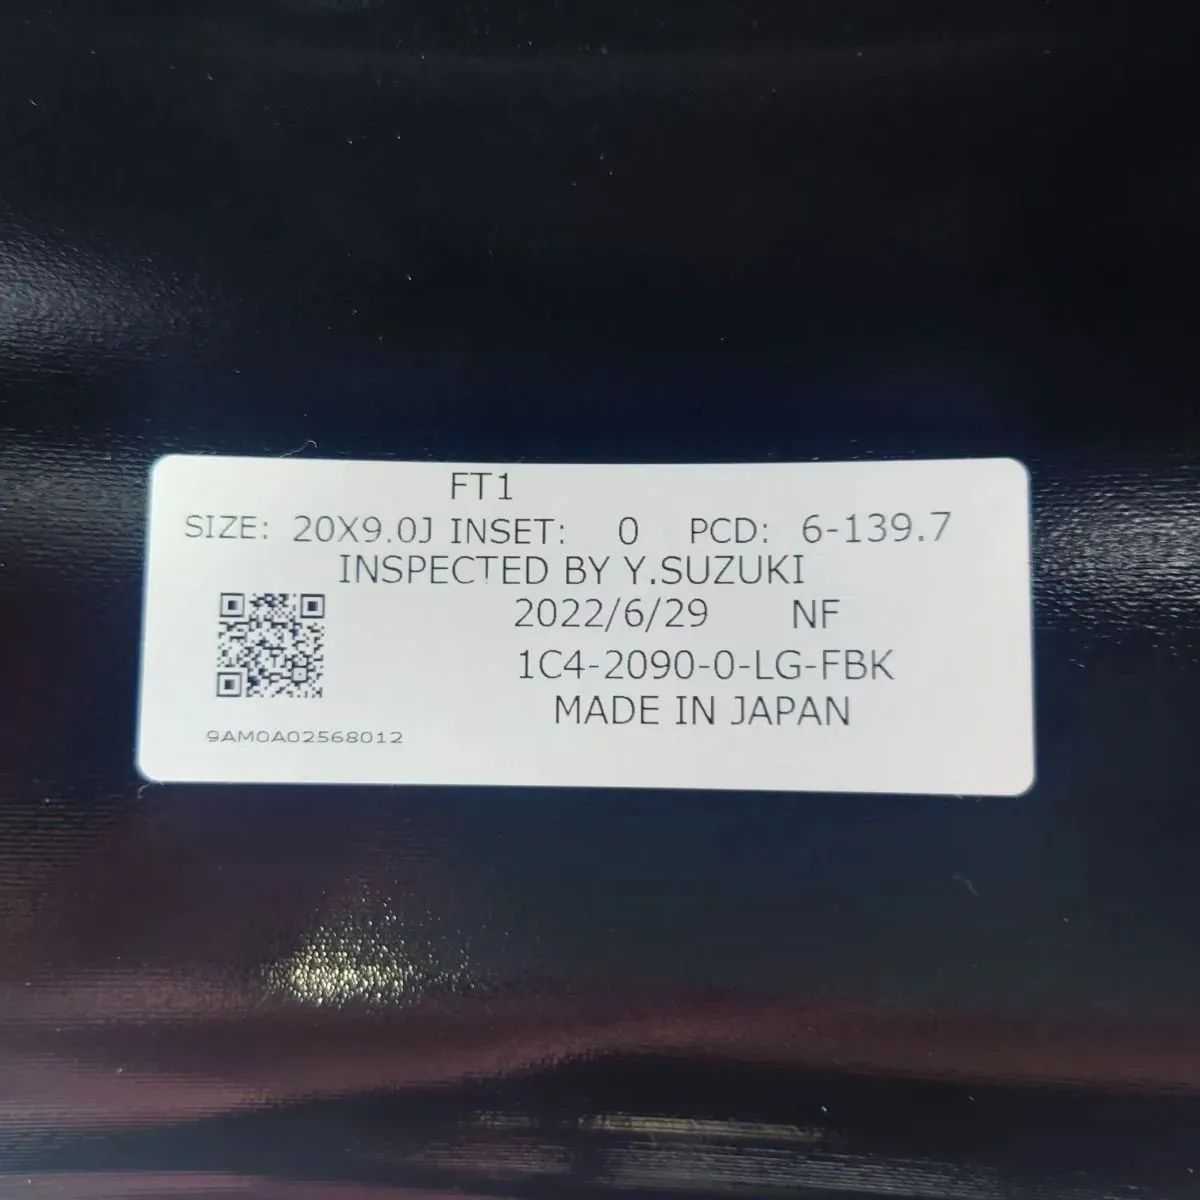 FT1
SIZE: 20X9.0J INSET: 0 PCD: 6-139.7
INSPECTED BY Y.SUZUKI
2022/6/29 NF
1C4-2090-0-LG-FBK
MADE IN JAPAN
9AM0A02568012